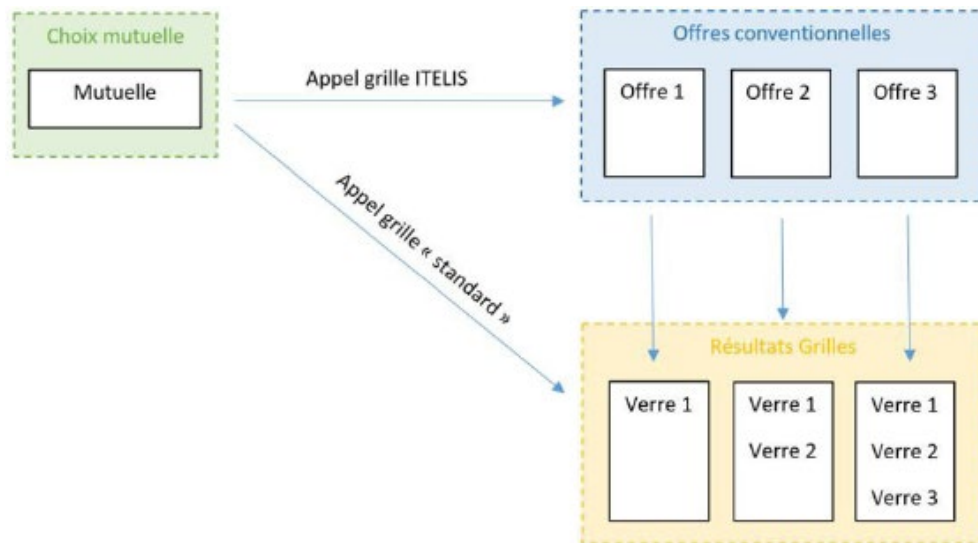 Choix mutuelle
Mutuelle
Appel grille ITELIS
Appel grille « standard »
Offres conventionnelles
Offre 1
Offre 2
Offre 3
Résultats Grilles
Verre 1
Verre 1
Verre 2
Verre 1
Verre 2
Verre 3